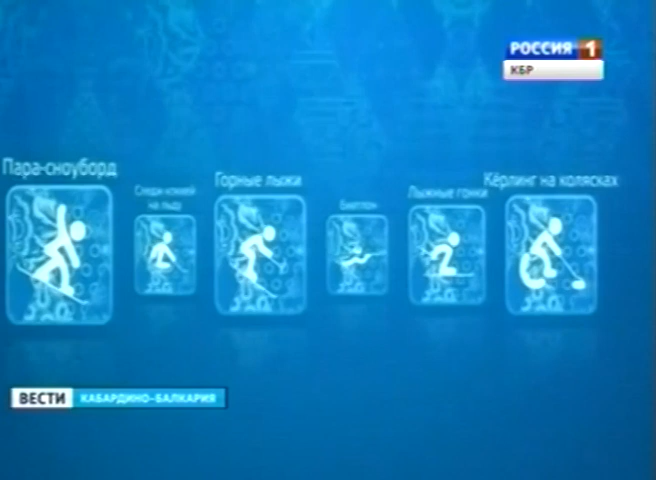 РОССИЯ 1
КБР
Пара-сноуборд
Следж-хоккей
на льду
Горные лыжи
Биатлон
Лыжные гонки
Кёрлинг на колясках
ВЕСТИ
КАБАРДИНО-БАЛКАРИЯ